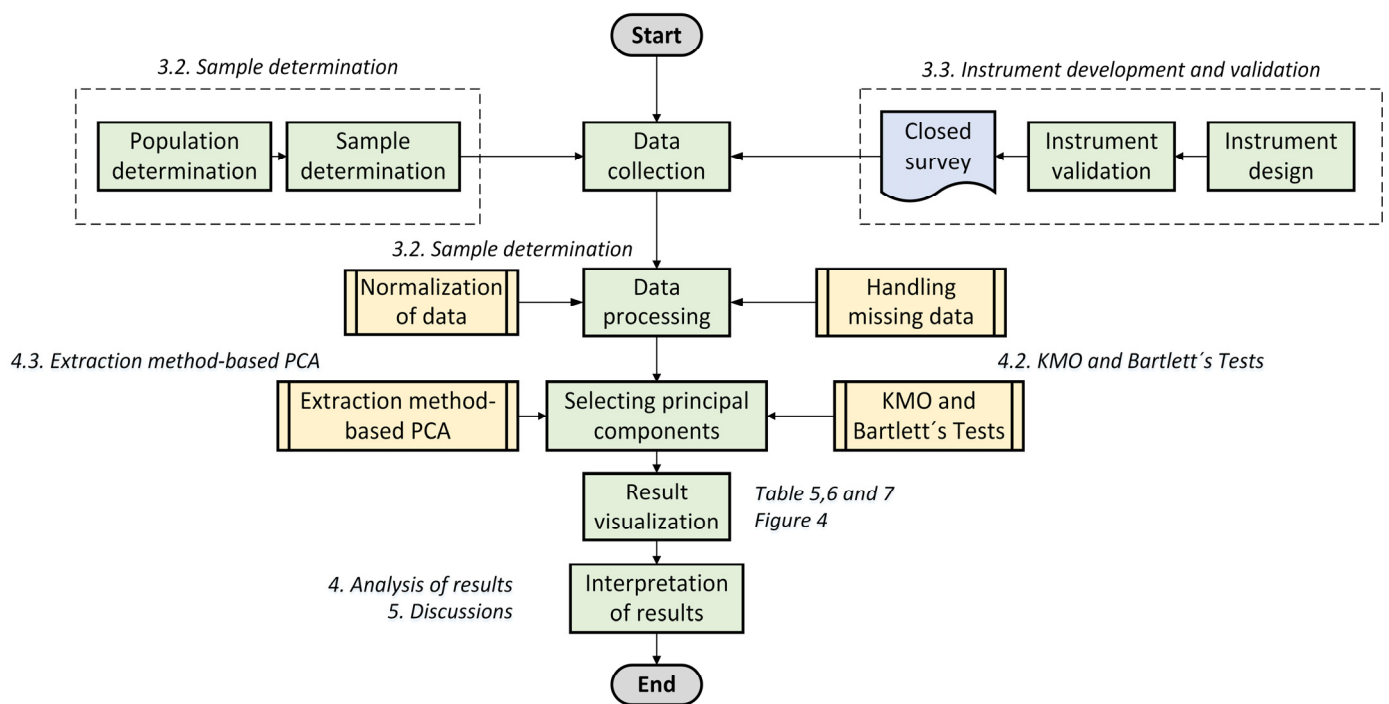 Start
3.2. Sample determination
3.3. Instrument development and validation
Population
determination
Sample
determination
Data
collection
Closed
survey
Instrument
validation
Instrument
design
3.2. Sample determination
Normalization
of data
Data
processing
Handling
missing data
4.3. Extraction method-based PCA
4.2. KMO and Bartlett´s Tests
Extraction method-
based PCA
Selecting principal
components
KMO and
Bartlett´s Tests
Result
visualization
Table 5,6 and 7
Figure 4
4. Analysis of results
5. Discussions
Interpretation
of results
End